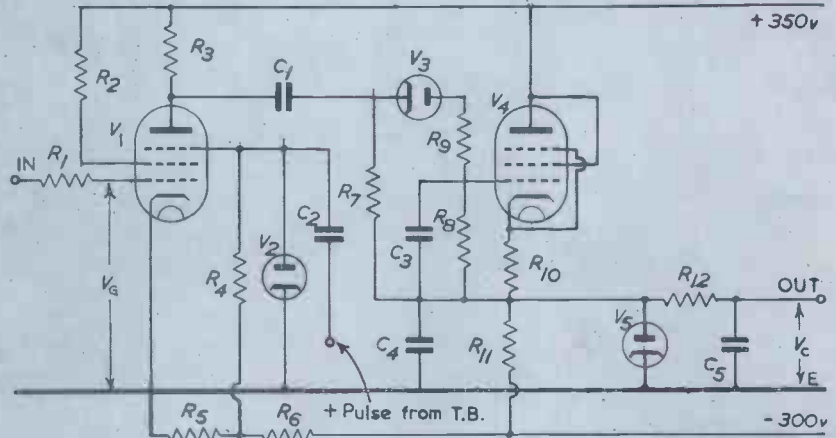 +350v
R3
R2
C1
V3
V4
V1
IN
R1
R9
R7
C2
C3
R8
V2
VG
R4
R10
R12
OUT
V5
VC
C4
R11
C5
E
+ Pulse from T.B.
R5
R6
-300v